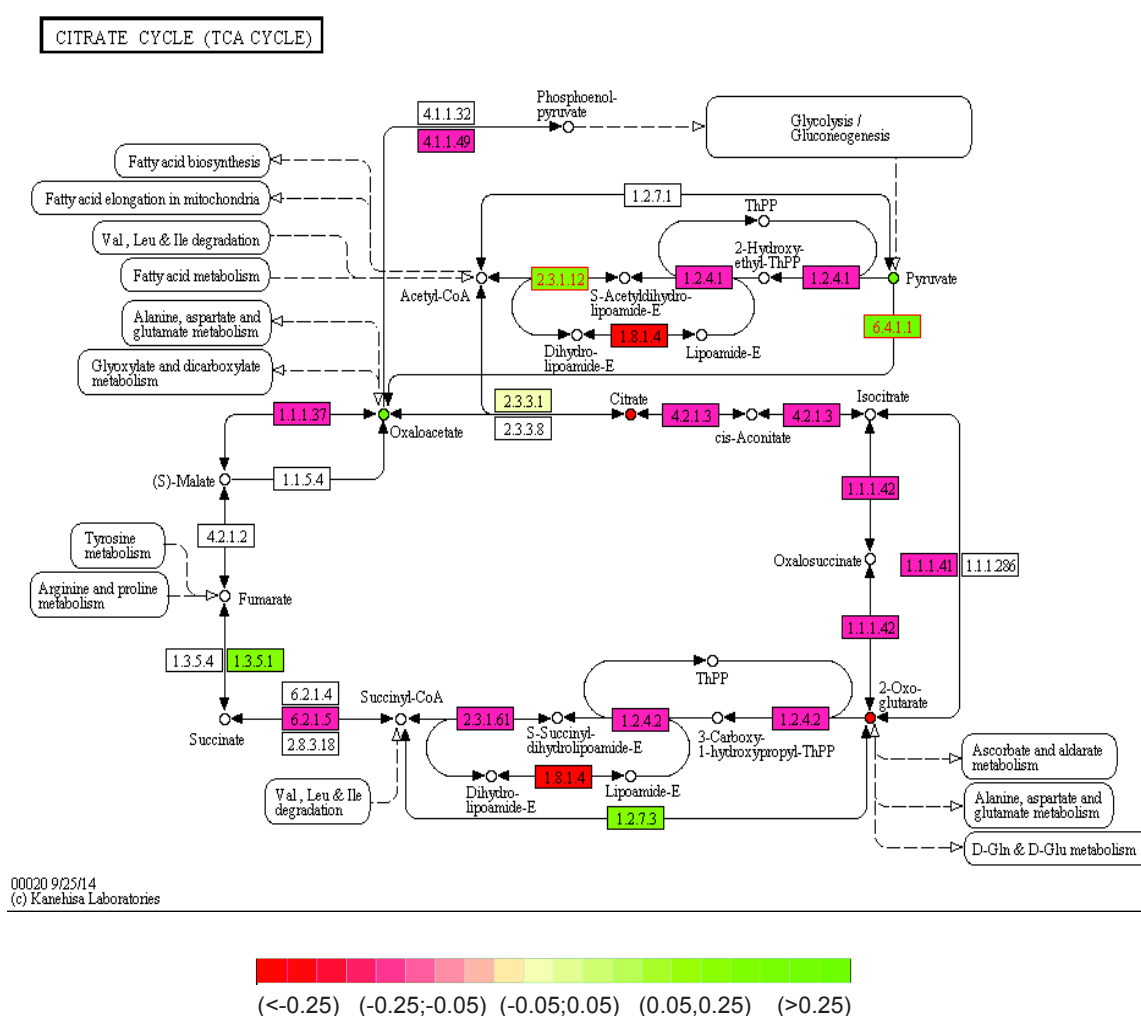 CITRATE CYCLE (TCA CYCLE)
4.1.1.32
4.1.1.49
Phosphoenol-
pyruvate
Glycolysis /
Gluconeogenesis
Fatty acid biosynthesis
Fatty acid elongation in mitochondria
Val, Leu & Ile degradation
Fatty acid metabolism
Alanine, aspartate and
glutamate metabolism
Glyoxylate and dicarboxylate
metabolism
1.2.7.1
ThPP
2-Hydroxy-
ethyl-ThPP
Acetyl-CoA
2.3.1.12
S-Acetyldihydro-
lipoamide-E
1.2.4.1
1.2.4.1
Pyruvate
1.8.1.4
Dihydro-
lipoamide-E
Lipoamide-E
6.4.1.1
1.1.1.37
Oxaloacetate
2.3.3.1
2.3.3.8
Citrate
4.2.1.3
cis-Aconitate
4.2.1.3
Isocitrate
(S)-Malate
1.1.5.4
1.1.1.42
4.2.1.2
Tyrosine
metabolism
Arginine and proline
metabolism
Fumarate
Oxalosuccinate
1.1.1.41
1.1.1.286
1.1.1.42
1.3.5.4
1.3.5.1
ThPP
6.2.1.4
6.2.1.5
2.8.3.18
Succinate
Succinyl-CoA
2.3.1.61
S-Succinyl-
dihydrolipoamide-E
1.2.4.2
3-Carboxy-
1-hydroxypropyl-ThPP
1.2.4.2
2-Oxo-
glutarate
1.8.1.4
Dihydro-
lipoamide-E
Lipoamide-E
Val, Leu & Ile
degradation
1.2.7.3
Ascorbate and aldarate
metabolism
Alanine, aspartate and
glutamate metabolism
D-Gln & D-Glu metabolism
00020 9/25/14
(c) Kanehisa Laboratories
(<-0.25) (-0.25;-0.05) (-0.05;0.05) (0.05,0.25) (>0.25)